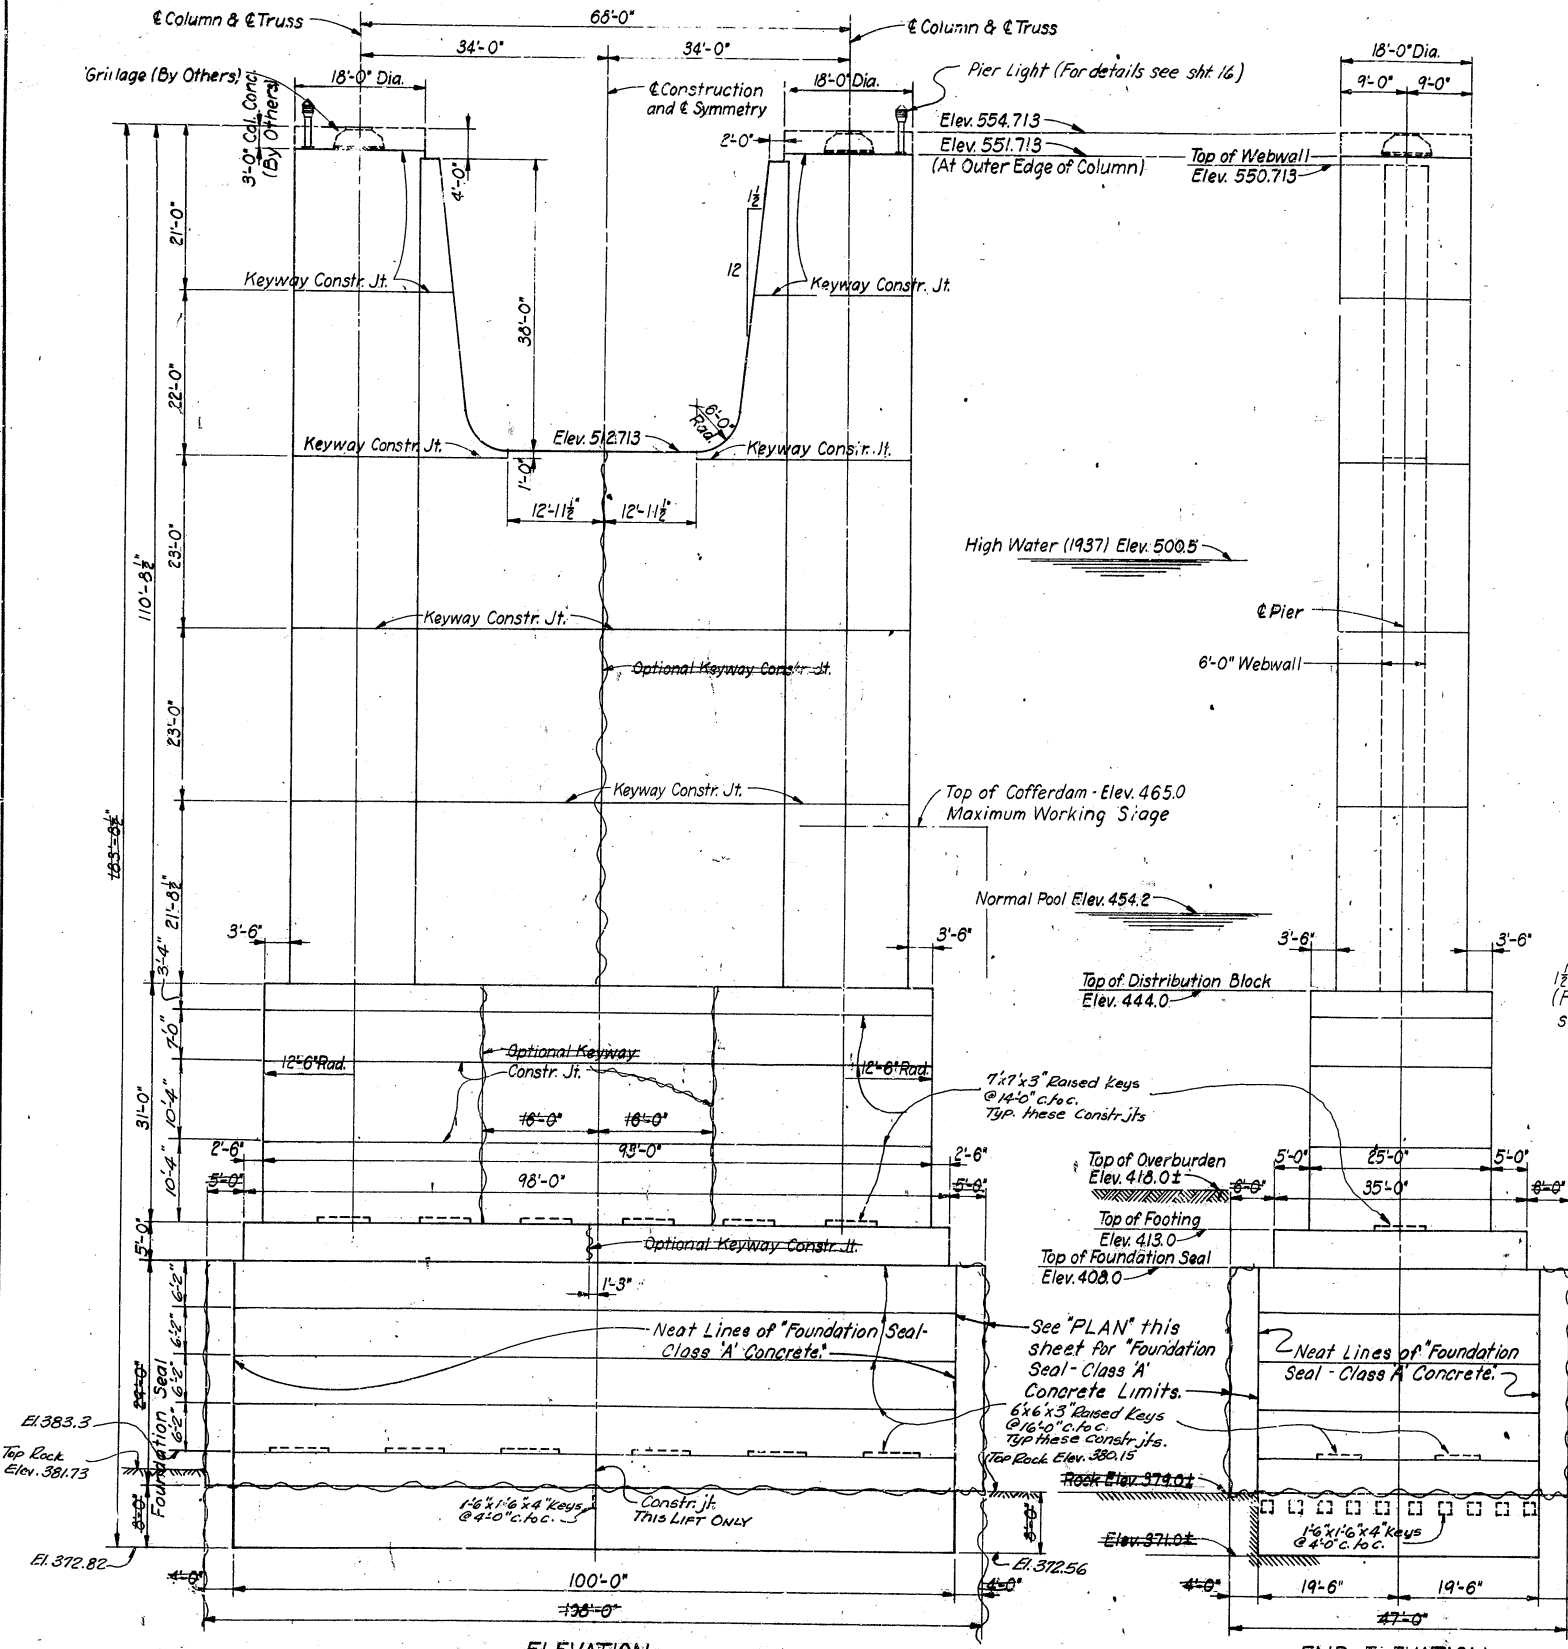 ℄ Column & ℄ Truss
68'-0"
℄ Column & ℄ Truss
34'-0"
34'-0"
Grillage (By Others)
18'-0" Dia.
℄ Construction
and ℄ Symmetry
18'-0" Dia.
Pier Light (For details see sht. 16)
18'-0" Dia.
9'-0"
9'-0"
3'-0" Col. Conc.
(By Others)
4'-0"
2'-0"
Elev. 554.713
Elev. 551.713
(At Outer Edge of Column)
Top of Webwall
Elev. 550.713
21'-0"
1½
12
Keyway Constr. Jt.
Keyway Constr. Jt.
38'-0"
22'-0"
6'-0"
Rad.
Keyway Constr. Jt.
Elev. 512.713
Keyway Constr. Jt.
1'-0"
12'-11½"
12'-11½"
23'-0"
High Water (1937) Elev. 500.5
110'-8½"
Keyway Constr. Jt.
℄ Pier
Optional Keyway Constr. Jt.
6'-0" Webwall
23'-0"
Keyway Constr. Jt.
Top of Cofferdam - Elev. 465.0
Maximum Working Stage
183'-8½"
21'-8½"
Normal Pool Elev. 454.2
3'-6"
3'-6"
3'-6"
3'-6"
3'-4"
Top of Distribution Block
Elev. 444.0
7'-0"
Optional Keyway
Constr. Jt.
12'-6" Rad.
12'-6" Rad.
7'x7'x3" Raised Keys
@ 14'-0" c. to c.
Typ. these Constr jts
31'-0"
10'-4"
16'-0"
16'-0"
2'-6"
93'-0"
2'-6"
10'-4"
5'-0"
98'-0"
5'-0"
Top of Overburden
Elev. 418.0±
5'-0"
25'-0"
5'-0"
6'-0"
35'-0"
6'-0"
5'-0"
Optional Keyway Constr. Jt.
Top of Footing
Elev. 413.0
Top of Foundation Seal
Elev. 408.0
1'-3"
6'-2"
6'-2"
6'-2"
6'-2"
Neat Lines of "Foundation Seal-
Class 'A' Concrete."
See "PLAN" this
sheet for "Foundation
Seal - Class 'A'
Concrete Limits.
Neat Lines of "Foundation
Seal - Class 'A' Concrete."
Foundation Seal
El. 383.3
Top Rock
Elev. 381.73
6'x6'x3" Raised Keys
@ 16'-0" c. to c.
Typ these constr. jts.
Top Rock Elev. 380.15
Rock Elev. 379.0±
8'-0"
1'-6"x1'-6"x4" Keys
@ 4'-0" c. to c.
Constr. jt.
THIS LIFT ONLY
8'-0"
1'-6"x1'-6"x4" Keys
@ 4'-0" c. to c.
Elev. 371.0±
El. 372.82
El. 372.56
4'-0"
100'-0"
4'-0"
4'-0"
19'-6"
19'-6"
108'-0"
47'-0"
ELEVATION
END ELEVATION